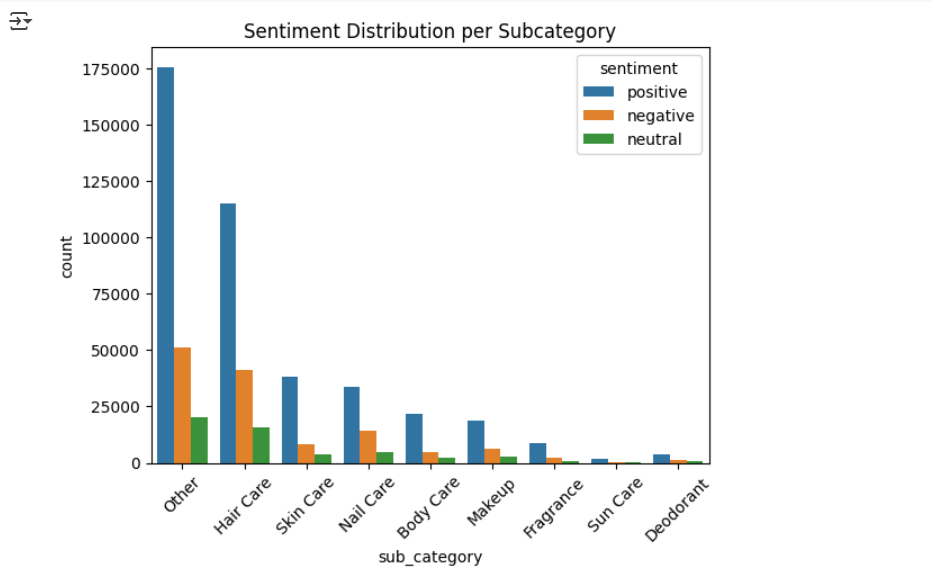 Sentiment Distribution per Subcategory
sentiment
positive
negative
neutral
175000
150000
125000
100000
75000
50000
25000
0
count
Other
Hair Care
Skin Care
Nail Care
Body Care
Makeup
Fragrance
Sun Care
Deodorant
sub_category